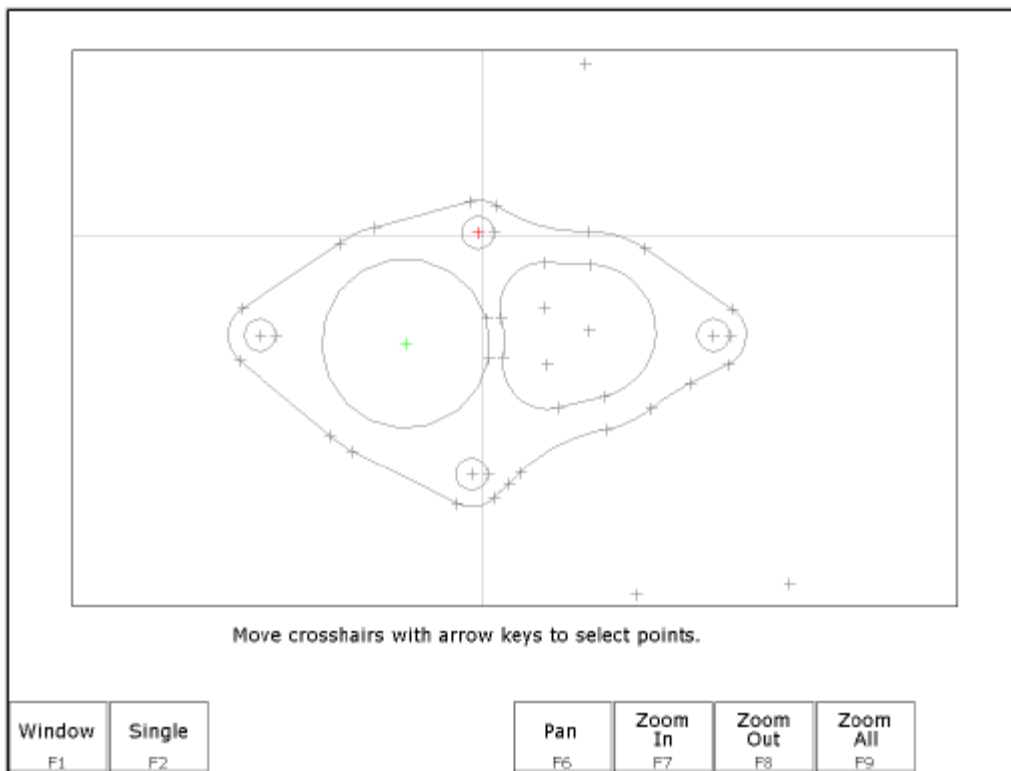 Move crosshairs with arrow keys to select points.
Window
F1
Single
F2
Pan
F6
Zoom
In
F7
Zoom
Out
F8
Zoom
All
F9